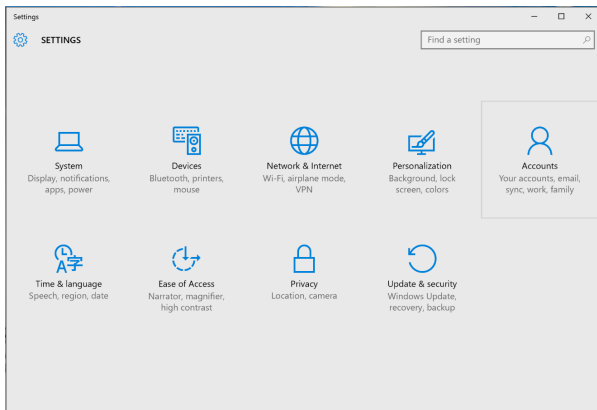 Settings
SETTINGS
Find a setting
System
Display, notifications,
apps, power
Devices
Bluetooth, printers,
mouse
Network & Internet
Wi-Fi, airplane mode,
VPN
Personalization
Background, lock
screen, colors
Accounts
Your accounts, email,
sync, work, family
A字
Time & language
Speech, region, date
Ease of Access
Narrator, magnifier,
high contrast
Privacy
Location, camera
Update & security
Windows Update,
recovery, backup